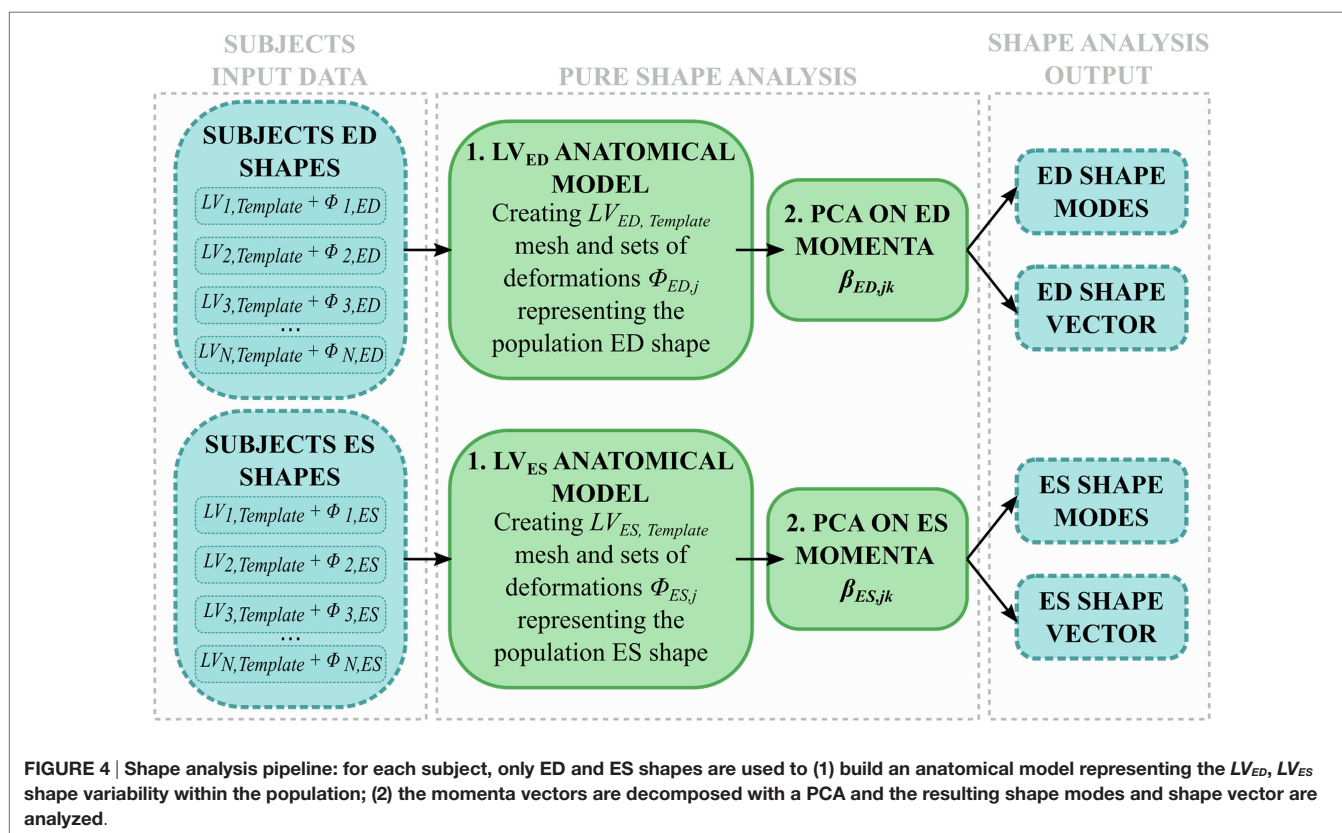 SUBJECTS
INPUT DATA
PURE SHAPE ANALYSIS
SHAPE ANALYSIS
OUTPUT
SUBJECTS ED
SHAPES
LV1,Template + Φ 1,ED
LV2,Template + Φ 2,ED
LV3,Template + Φ 3,ED
...
LVN,Template + Φ N,ED
1. LVED ANATOMICAL
MODEL
Creating LVED, Template
mesh and sets of
deformations ΦED,j
representing the
population ED shape
2. PCA ON ED
MOMENTA
βED,jk
ED SHAPE
MODES
ED SHAPE
VECTOR
SUBJECTS ES
SHAPES
LV1,Template + Φ 1,ES
LV2,Template + Φ 2,ES
LV3,Template + Φ 3,ES
...
LVN,Template + Φ N,ES
1. LVES ANATOMICAL
MODEL
Creating LVES, Template
mesh and sets of
deformations ΦES,j
representing the
population ES shape
2. PCA ON ES
MOMENTA
βES,jk
ES SHAPE
MODES
ES SHAPE
VECTOR
FIGURE 4 | Shape analysis pipeline: for each subject, only ED and ES shapes are used to (1) build an anatomical model representing the LVED, LVES
shape variability within the population; (2) the momenta vectors are decomposed with a PCA and the resulting shape modes and shape vector are
analyzed.